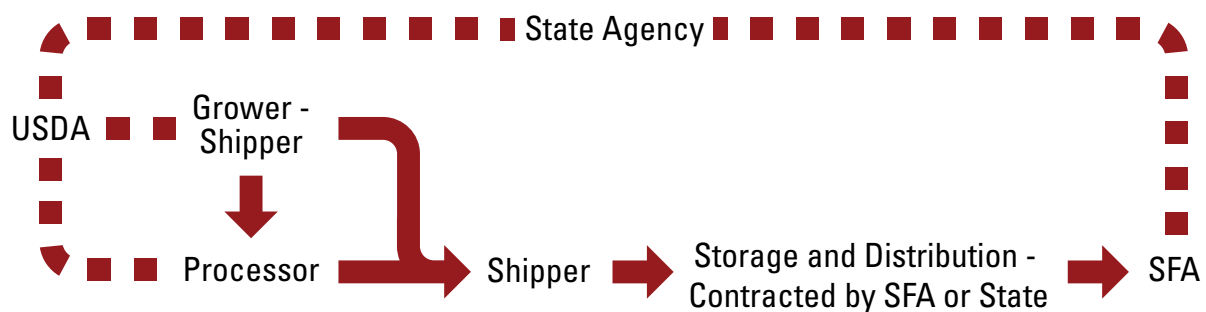 State Agency
USDA
Grower -
Shipper
Processor
Shipper
Storage and Distribution -
Contracted by SFA or State
SFA